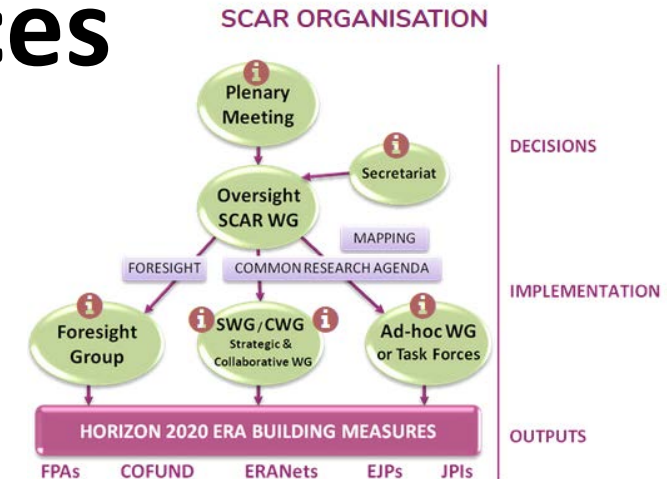 ces
SCAR ORGANISATION
Plenary
Meeting
DECISIONS
Secretariat
Oversight
SCAR WG
MAPPING
FORESIGHT
COMMON RESEARCH AGENDA
IMPLEMENTATION
Foresight
Group
SWG / CWG
Strategic &
Collaborative WG
Ad-hoc WG
or Task Forces
HORIZON 2020 ERA BUILDING MEASURES
OUTPUTS
FPAs COFUND ERANets EJPs JPIs